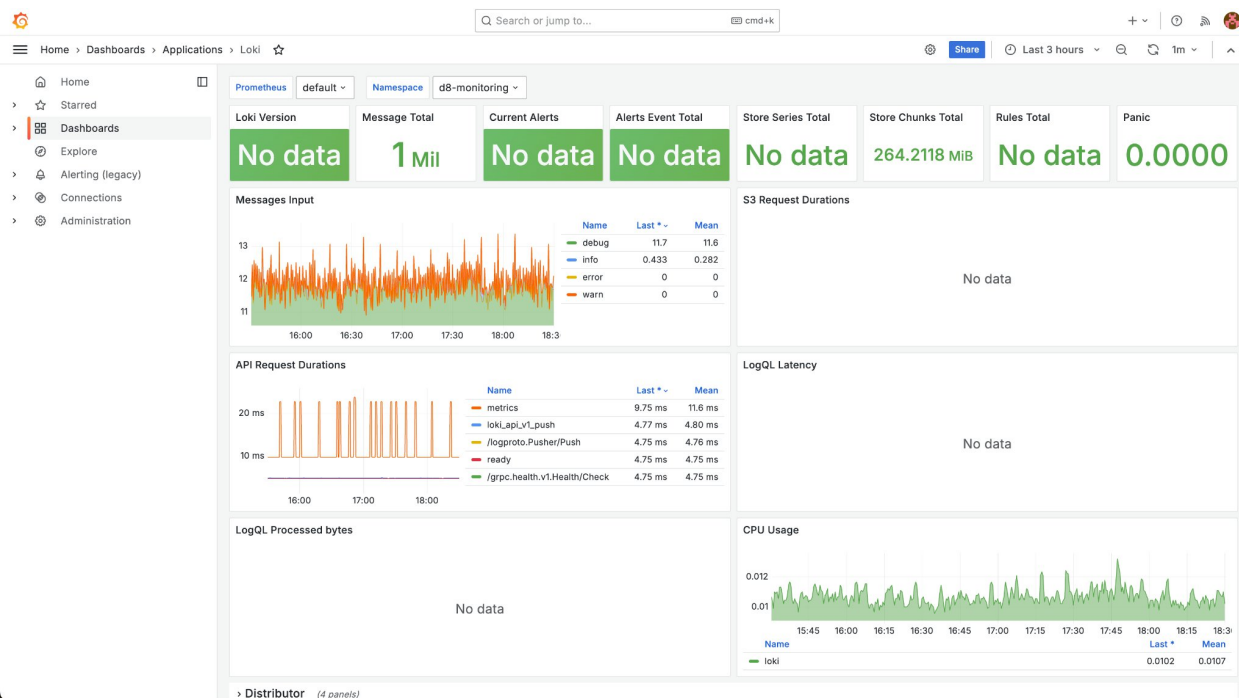 Search or jump to... cmd+k
Home › Dashboards › Applications › Loki Share Last 3 hours 1m
Home
Starred
Dashboards
Explore
Alerting (legacy)
Connections
Administration
Prometheus default Namespace d8-monitoring
Loki Version
No data
Message Total
1 Mil
Current Alerts
No data
Alerts Event Total
No data
Store Series Total
No data
Store Chunks Total
264.2118 MiB
Rules Total
No data
Panic
0.0000
Messages Input
Name Last * Mean
debug 11.7 11.6
info 0.433 0.282
error 0 0
warn 0 0
13
12
11
16:00 16:30 17:00 17:30 18:00 18:3
S3 Request Durations
No data
API Request Durations
Name Last * Mean
metrics 9.75 ms 11.6 ms
loki_api_v1_push 4.77 ms 4.80 ms
/logproto.Pusher/Push 4.75 ms 4.76 ms
ready 4.75 ms 4.75 ms
/grpc.health.v1.Health/Check 4.75 ms 4.75 ms
20 ms
10 ms
16:00 17:00 18:00
LogQL Latency
No data
LogQL Processed bytes
No data
CPU Usage
0.012
0.01
15:45 16:00 16:15 16:30 16:45 17:00 17:15 17:30 17:45 18:00 18:15 18:3
Name Last * Mean
loki 0.0102 0.0107
› Distributor (4 panels)